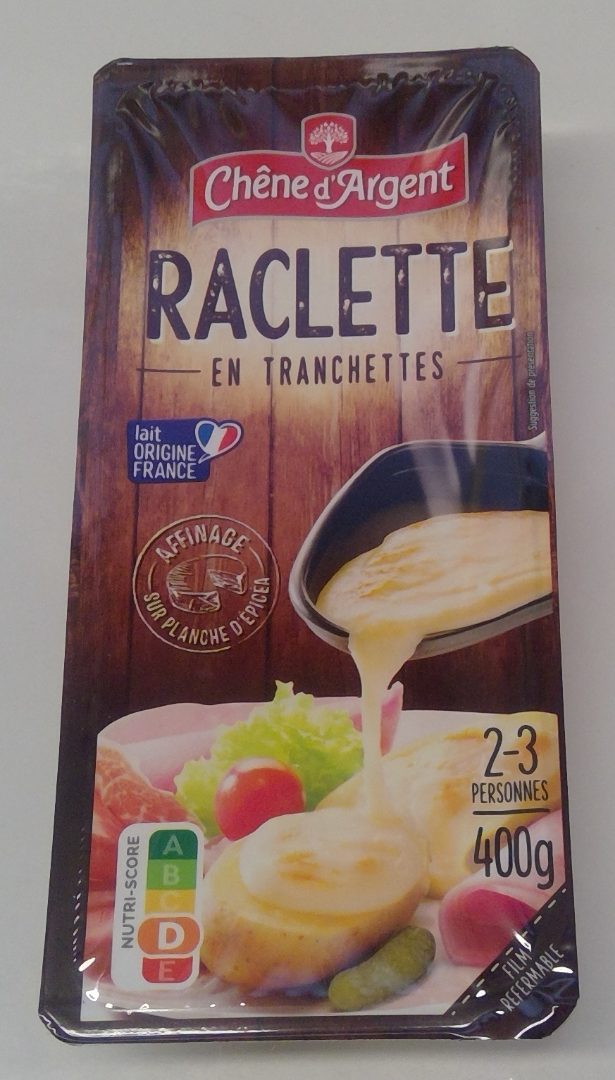 Chêne d'Argent
RACLETTE
EN TRANCHETTES
Suggestion de présentation
lait
ORIGINE
FRANCE
AFFINAGE
SUR PLANCHE D'ÉPICÉA
2-3
PERSONNES
400g
NUTRI-SCORE
A
B
C
D
E
FILM
REFERMABLE